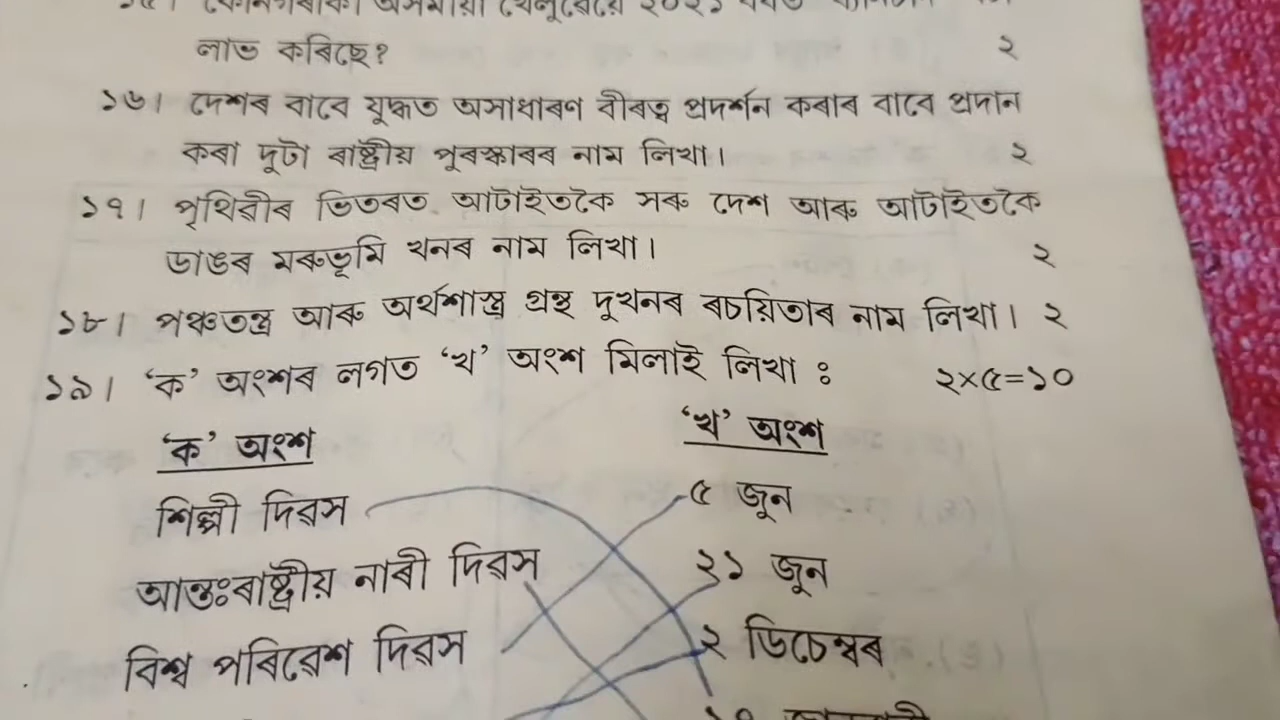 লাভ কৰিছে? ২
১৬। দেশৰ বাবে যুদ্ধত অসাধাৰণ বীৰত্ব প্ৰদৰ্শন কৰাৰ বাবে প্ৰদান
কৰা দুটা ৰাষ্ট্ৰীয় পুৰস্কাৰৰ নাম লিখা। ২
১৭। পৃথিৱীৰ ভিতৰত আটাইতকৈ সৰু দেশ আৰু আটাইতকৈ
ডাঙৰ মৰুভূমি খনৰ নাম লিখা। ২
১৮। পঞ্চতন্ত্ৰ আৰু অৰ্থশাস্ত্ৰ গ্ৰন্থ দুখনৰ ৰচয়িতাৰ নাম লিখা। ২
১৯। ‘ক’ অংশৰ লগত ‘খ’ অংশ মিলাই লিখা : ২×৫=১০
‘ক’ অংশ ‘খ’ অংশ
শিল্পী দিৱস ৫ জুন
আন্তঃৰাষ্ট্ৰীয় নাৰী দিৱস ২১ জুন
বিশ্ব পৰিৱেশ দিৱস ২ ডিচেম্বৰ